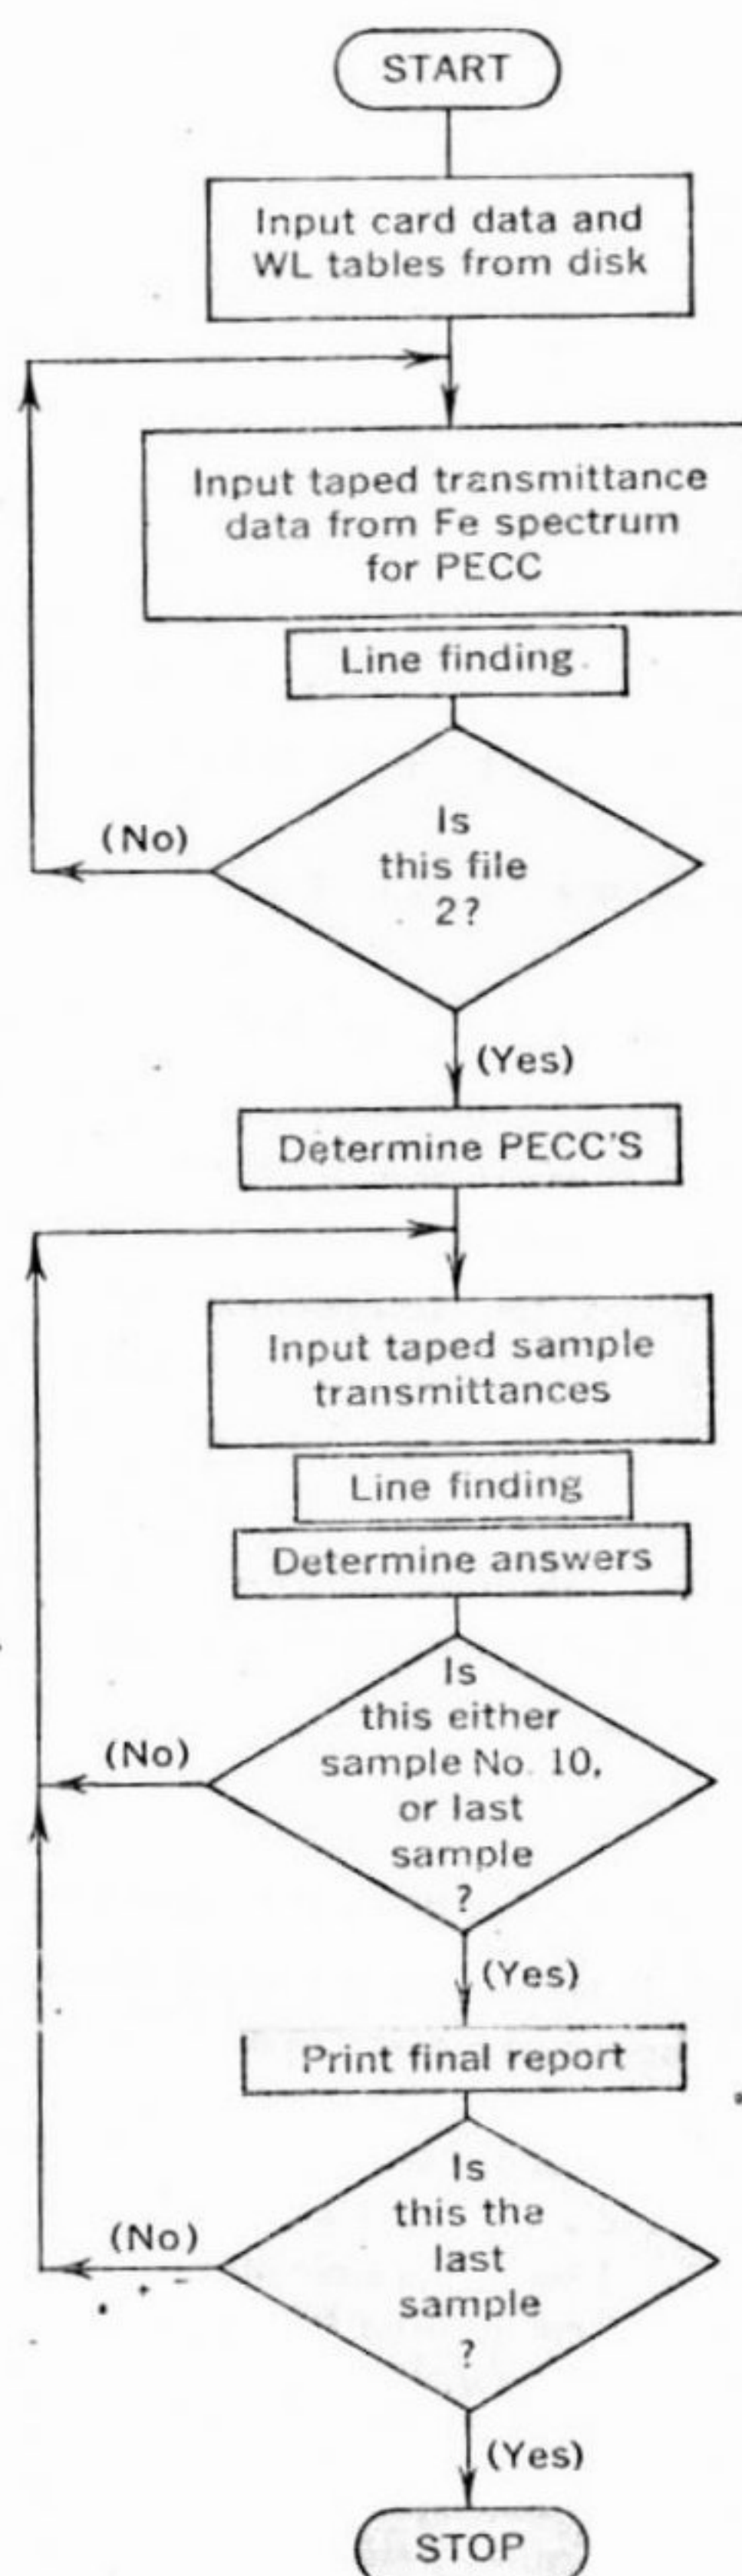 START
Input card data and
WL tables from disk
Input taped transmittance
data from Fe spectrum
for PECC
Line finding
Is
this file
2?
(No)
(Yes)
Determine PECC'S
Input taped sample
transmittances
Line finding
Determine answers
Is
this either
sample No. 10,
or last
sample
?
(No)
(Yes)
Print final report
Is
this the
last
sample
?
(No)
(Yes)
STOP